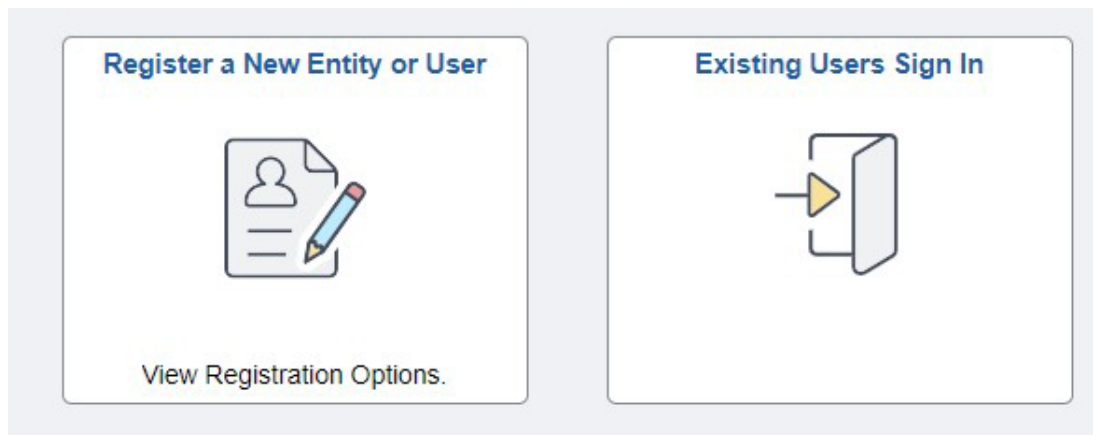 Register a New Entity or User
Existing Users Sign In
View Registration Options.